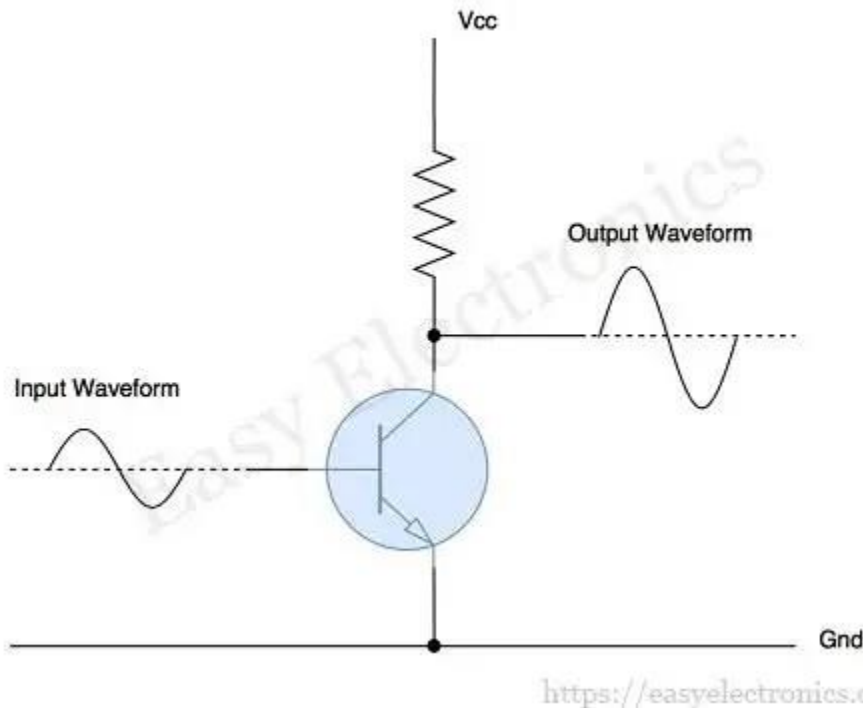 Vcc
Output Waveform
Input Waveform
Easy Electronics
Gnd
https://easyelectronics.c